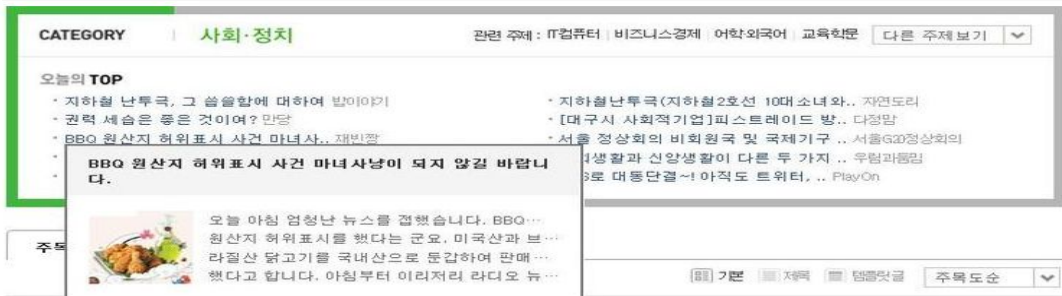 CATEGORY 사회·정치 관련 주제 : IT컴퓨터 비즈니스경제 어학외국어 교육학문 다른 주제보기
오늘의 TOP
· 지하철 난투극, 그 씁쓸함에 대하여 밥이야기
· 권력 세습은 좋은 것이여? 만당
· BBQ 원산지 허위표시 사건 마녀사.. 재빈짱
· 지하철난투극(지하철2호선 10대소녀와.. 자연도리
· [대구시 사회적기업]피스트레이드 방.. 다정맘
· 서울 정상회의 비회원국 및 국제기구 .. 서울G20정상회의
생활과 신앙생활이 다른 두 가지 .. 우림과둠밈
로 대동단결~! 아직도 트위터, .. PlayOn
BBQ 원산지 허위표시 사건 마녀사냥이 되지 않길 바랍니
다.
오늘 아침 엄청난 뉴스를 접했습니다. BBQ…
원산지 허위표시를 했다는 군요. 미국산과 브…
라질산 닭고기를 국내산으로 둔갑하여 판매…
했다고 합니다. 아침부터 이리저리 라디오 뉴…
주목
기본 제목 덤플릿글 주목도순